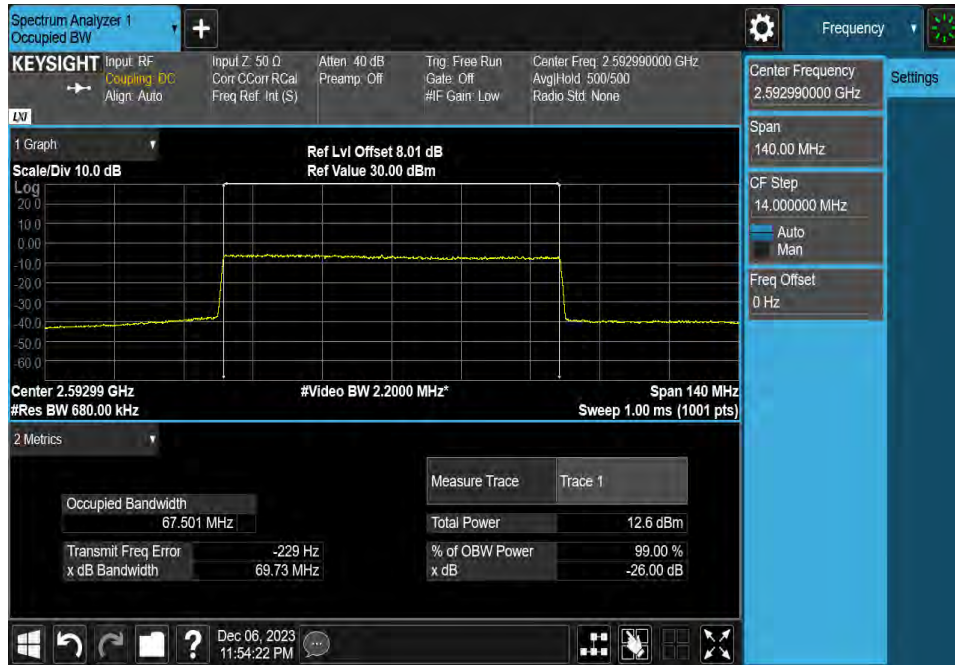 Spectrum Analyzer 1
Occupied BW
+
Frequency
KEYSIGHT
Input: RF
Coupling: DC
Align: Auto
Input Z: 50 Ω
Corr CCorr RCal
Freq Ref: Int (S)
Atten: 40 dB
Preamp: Off
Trig: Free Run
Gate: Off
#IF Gain: Low
Center Freq: 2.592990000 GHz
Avg|Hold: 500/500
Radio Std: None
LXI
Center Frequency
2.592990000 GHz
Settings
Span
140.00 MHz
CF Step
14.000000 MHz
Auto
Man
Freq Offset
0 Hz
1 Graph
Scale/Div 10.0 dB
Ref Lvl Offset 8.01 dB
Ref Value 30.00 dBm
Log
20.0
10.0
0.00
-10.0
-20.0
-30.0
-40.0
-50.0
-60.0
Center 2.59299 GHz
#Video BW 2.2000 MHz*
Span 140 MHz
#Res BW 680.00 kHz
Sweep 1.00 ms (1001 pts)
2 Metrics
Measure Trace
Trace 1
Occupied Bandwidth
67.501 MHz
Total Power
12.6 dBm
Transmit Freq Error
-229 Hz
% of OBW Power
99.00 %
x dB Bandwidth
69.73 MHz
x dB
-26.00 dB
?
Dec 06, 2023
11:54:22 PM